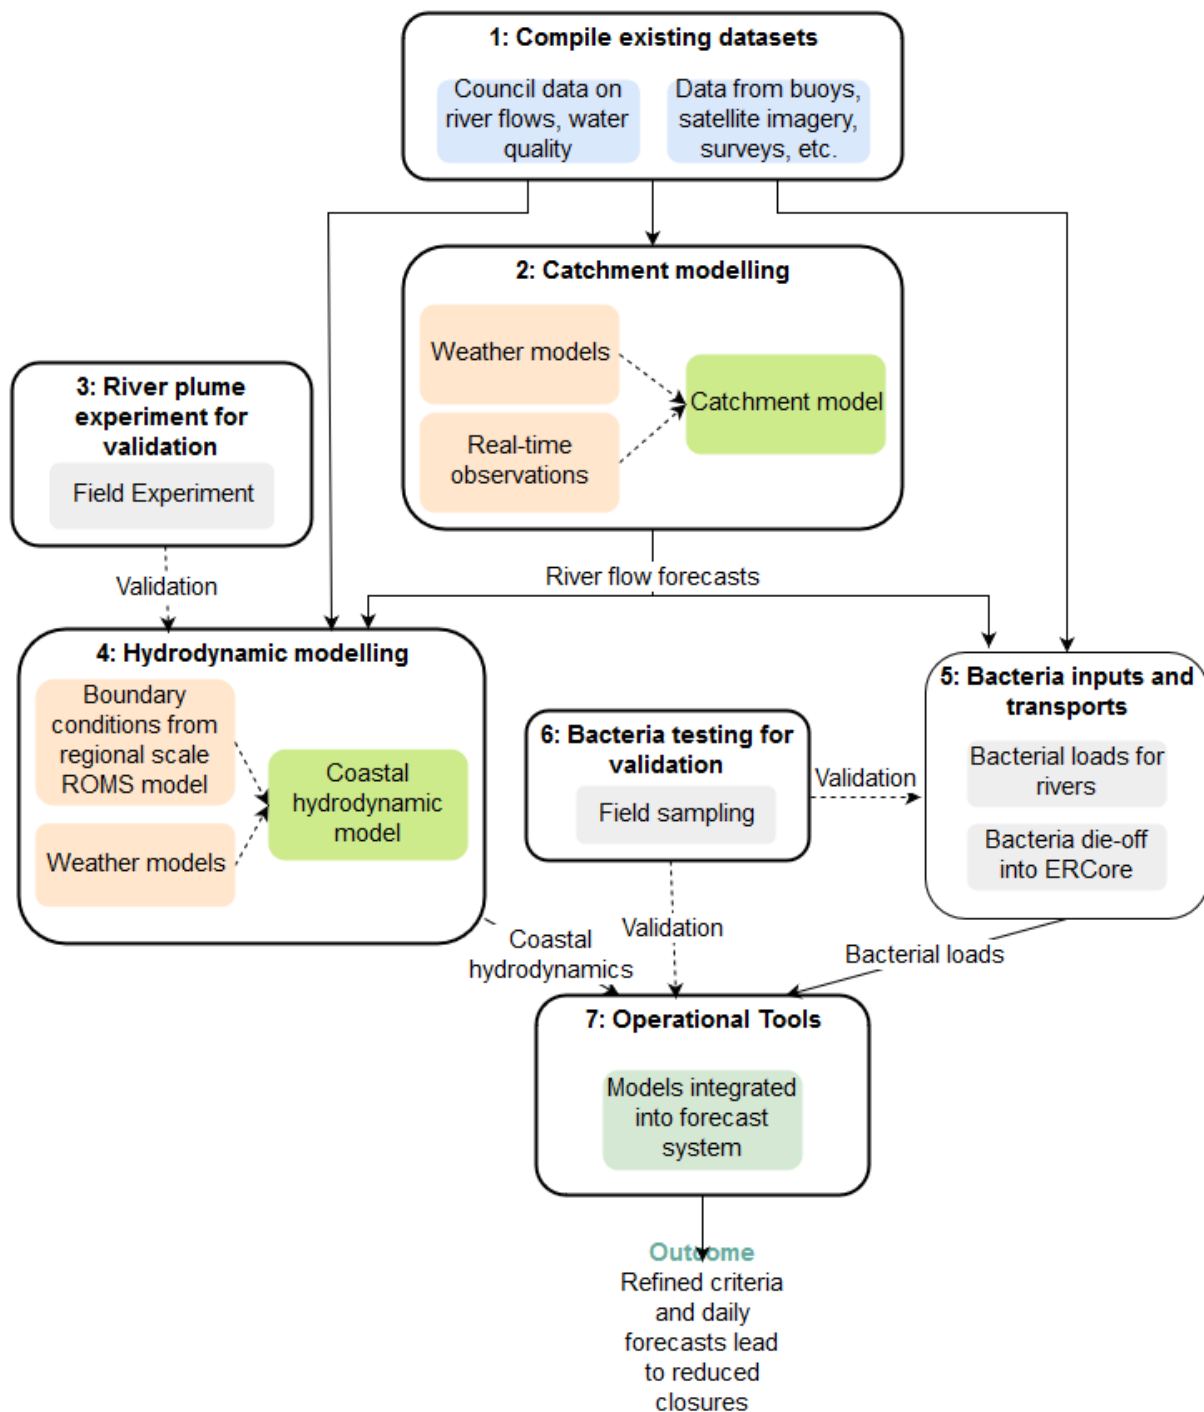 1: Compile existing datasets
Council data on
river flows, water
quality
Data from buoys,
satellite imagery,
surveys, etc.
2: Catchment modelling
Weather models
Catchment model
Real-time
observations
3: River plume
experiment for
validation
Field Experiment
Validation
River flow forecasts
4: Hydrodynamic modelling
Boundary
conditions from
regional scale
ROMS model
Coastal
hydrodynamic
model
Weather models
5: Bacteria inputs and
transports
Bacterial loads for
rivers
Bacteria die-off
into ERCore
6: Bacteria testing for
validation
Field sampling
Validation
Validation
Coastal
hydrodynamics
Bacterial loads
7: Operational Tools
Models integrated
into forecast
system
Outcome
Refined criteria
and daily
forecasts lead
to reduced
closures